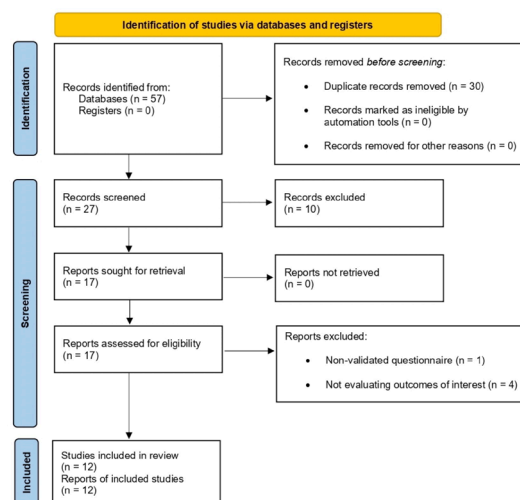 Identification of studies via databases and registers
Identification
Records identified from:
Databases (n = 57)
Registers (n = 0)
Records removed before screening:
Duplicate records removed (n = 30)
Records marked as ineligible by
automation tools (n = 0)
Records removed for other reasons (n = 0)
Screening
Records screened
(n = 27)
Records excluded
(n = 10)
Reports sought for retrieval
(n = 17)
Reports not retrieved
(n = 0)
Reports assessed for eligibility
(n = 17)
Reports excluded:
Non-validated questionnaire (n = 1)
Not evaluating outcomes of interest (n = 4)
Included
Studies included in review
(n = 12)
Reports of included studies
(n = 12)